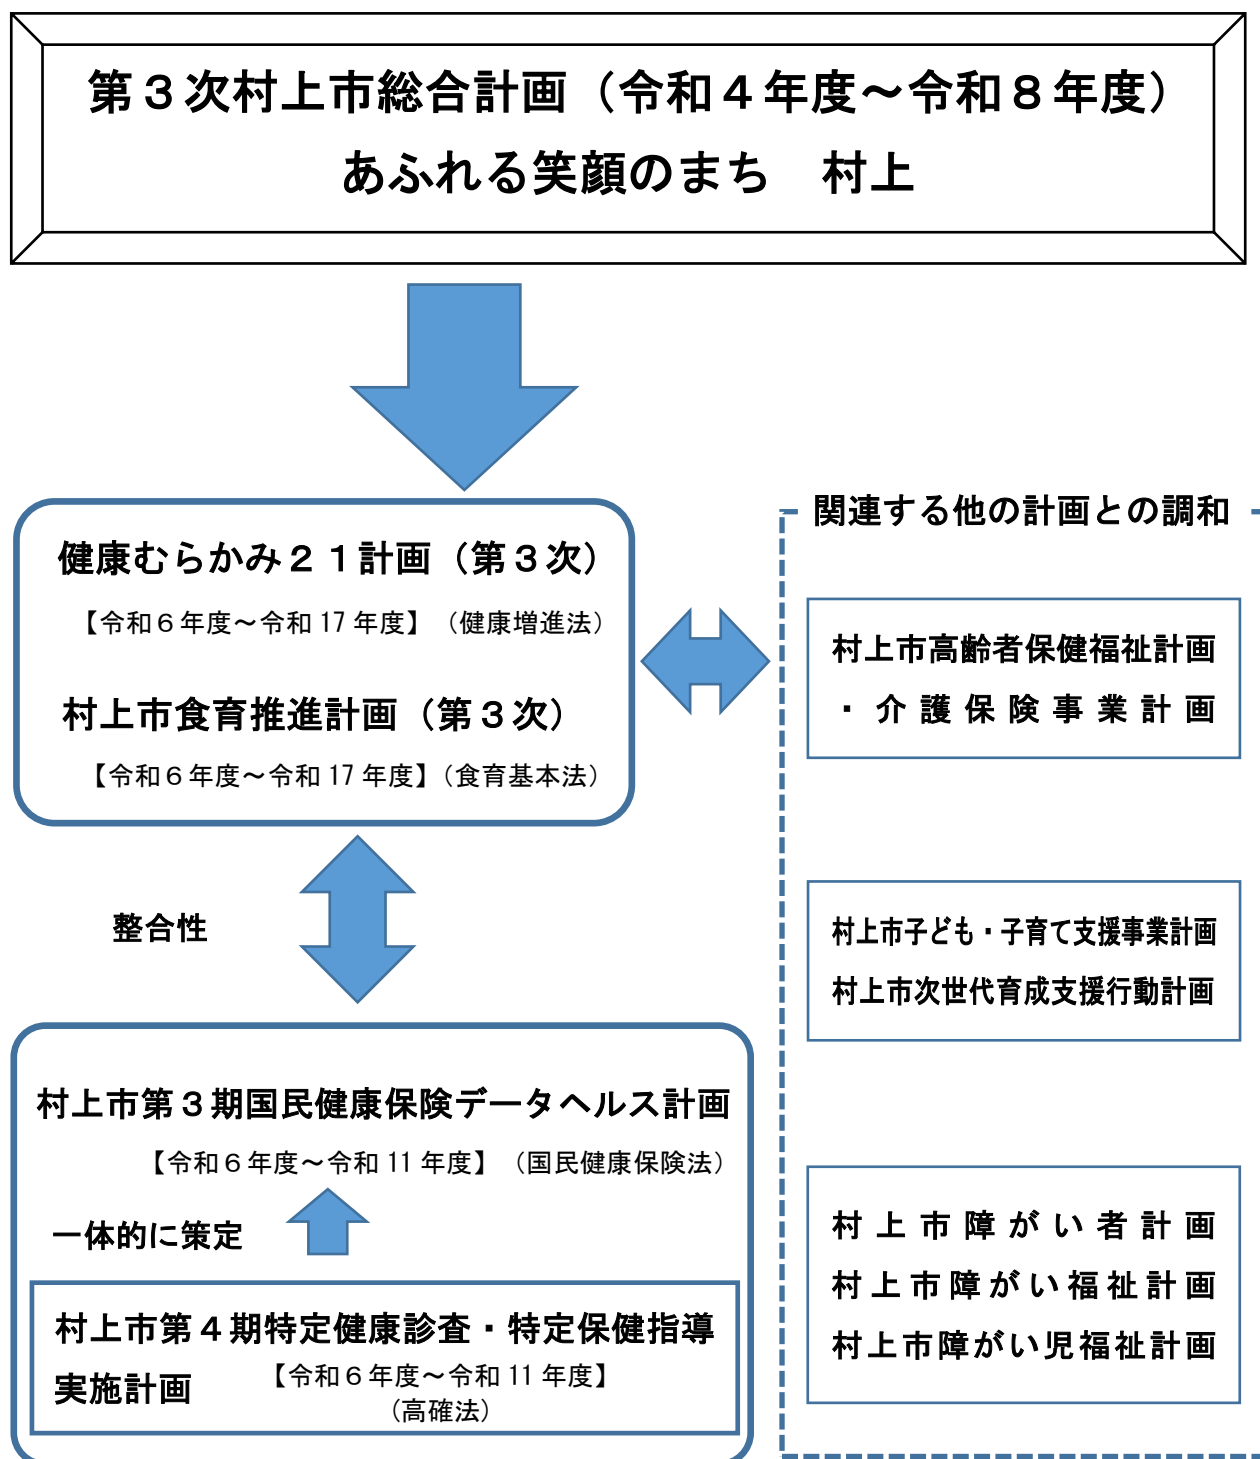 第３次村上市総合計画（令和４年度～令和８年度）
あふれる笑顔のまち　村上
健康むらかみ２１計画（第３次）
【令和６年度～令和 17 年度】（健康増進法）
村上市食育推進計画（第３次）
【令和６年度～令和 17 年度】（食育基本法）
整合性
村上市第３期国民健康保険データヘルス計画
【令和６年度～令和 11 年度】（国民健康保険法）
一体的に策定
村上市第４期特定健康診査・特定保健指導
実施計画　【令和６年度～令和 11 年度】
(高確法)
関連する他の計画との調和
村上市高齢者保健福祉計画
・介護保険事業計画
村上市子ども・子育て支援事業計画
村上市次世代育成支援行動計画
村上市障がい者計画
村上市障がい福祉計画
村上市障がい児福祉計画